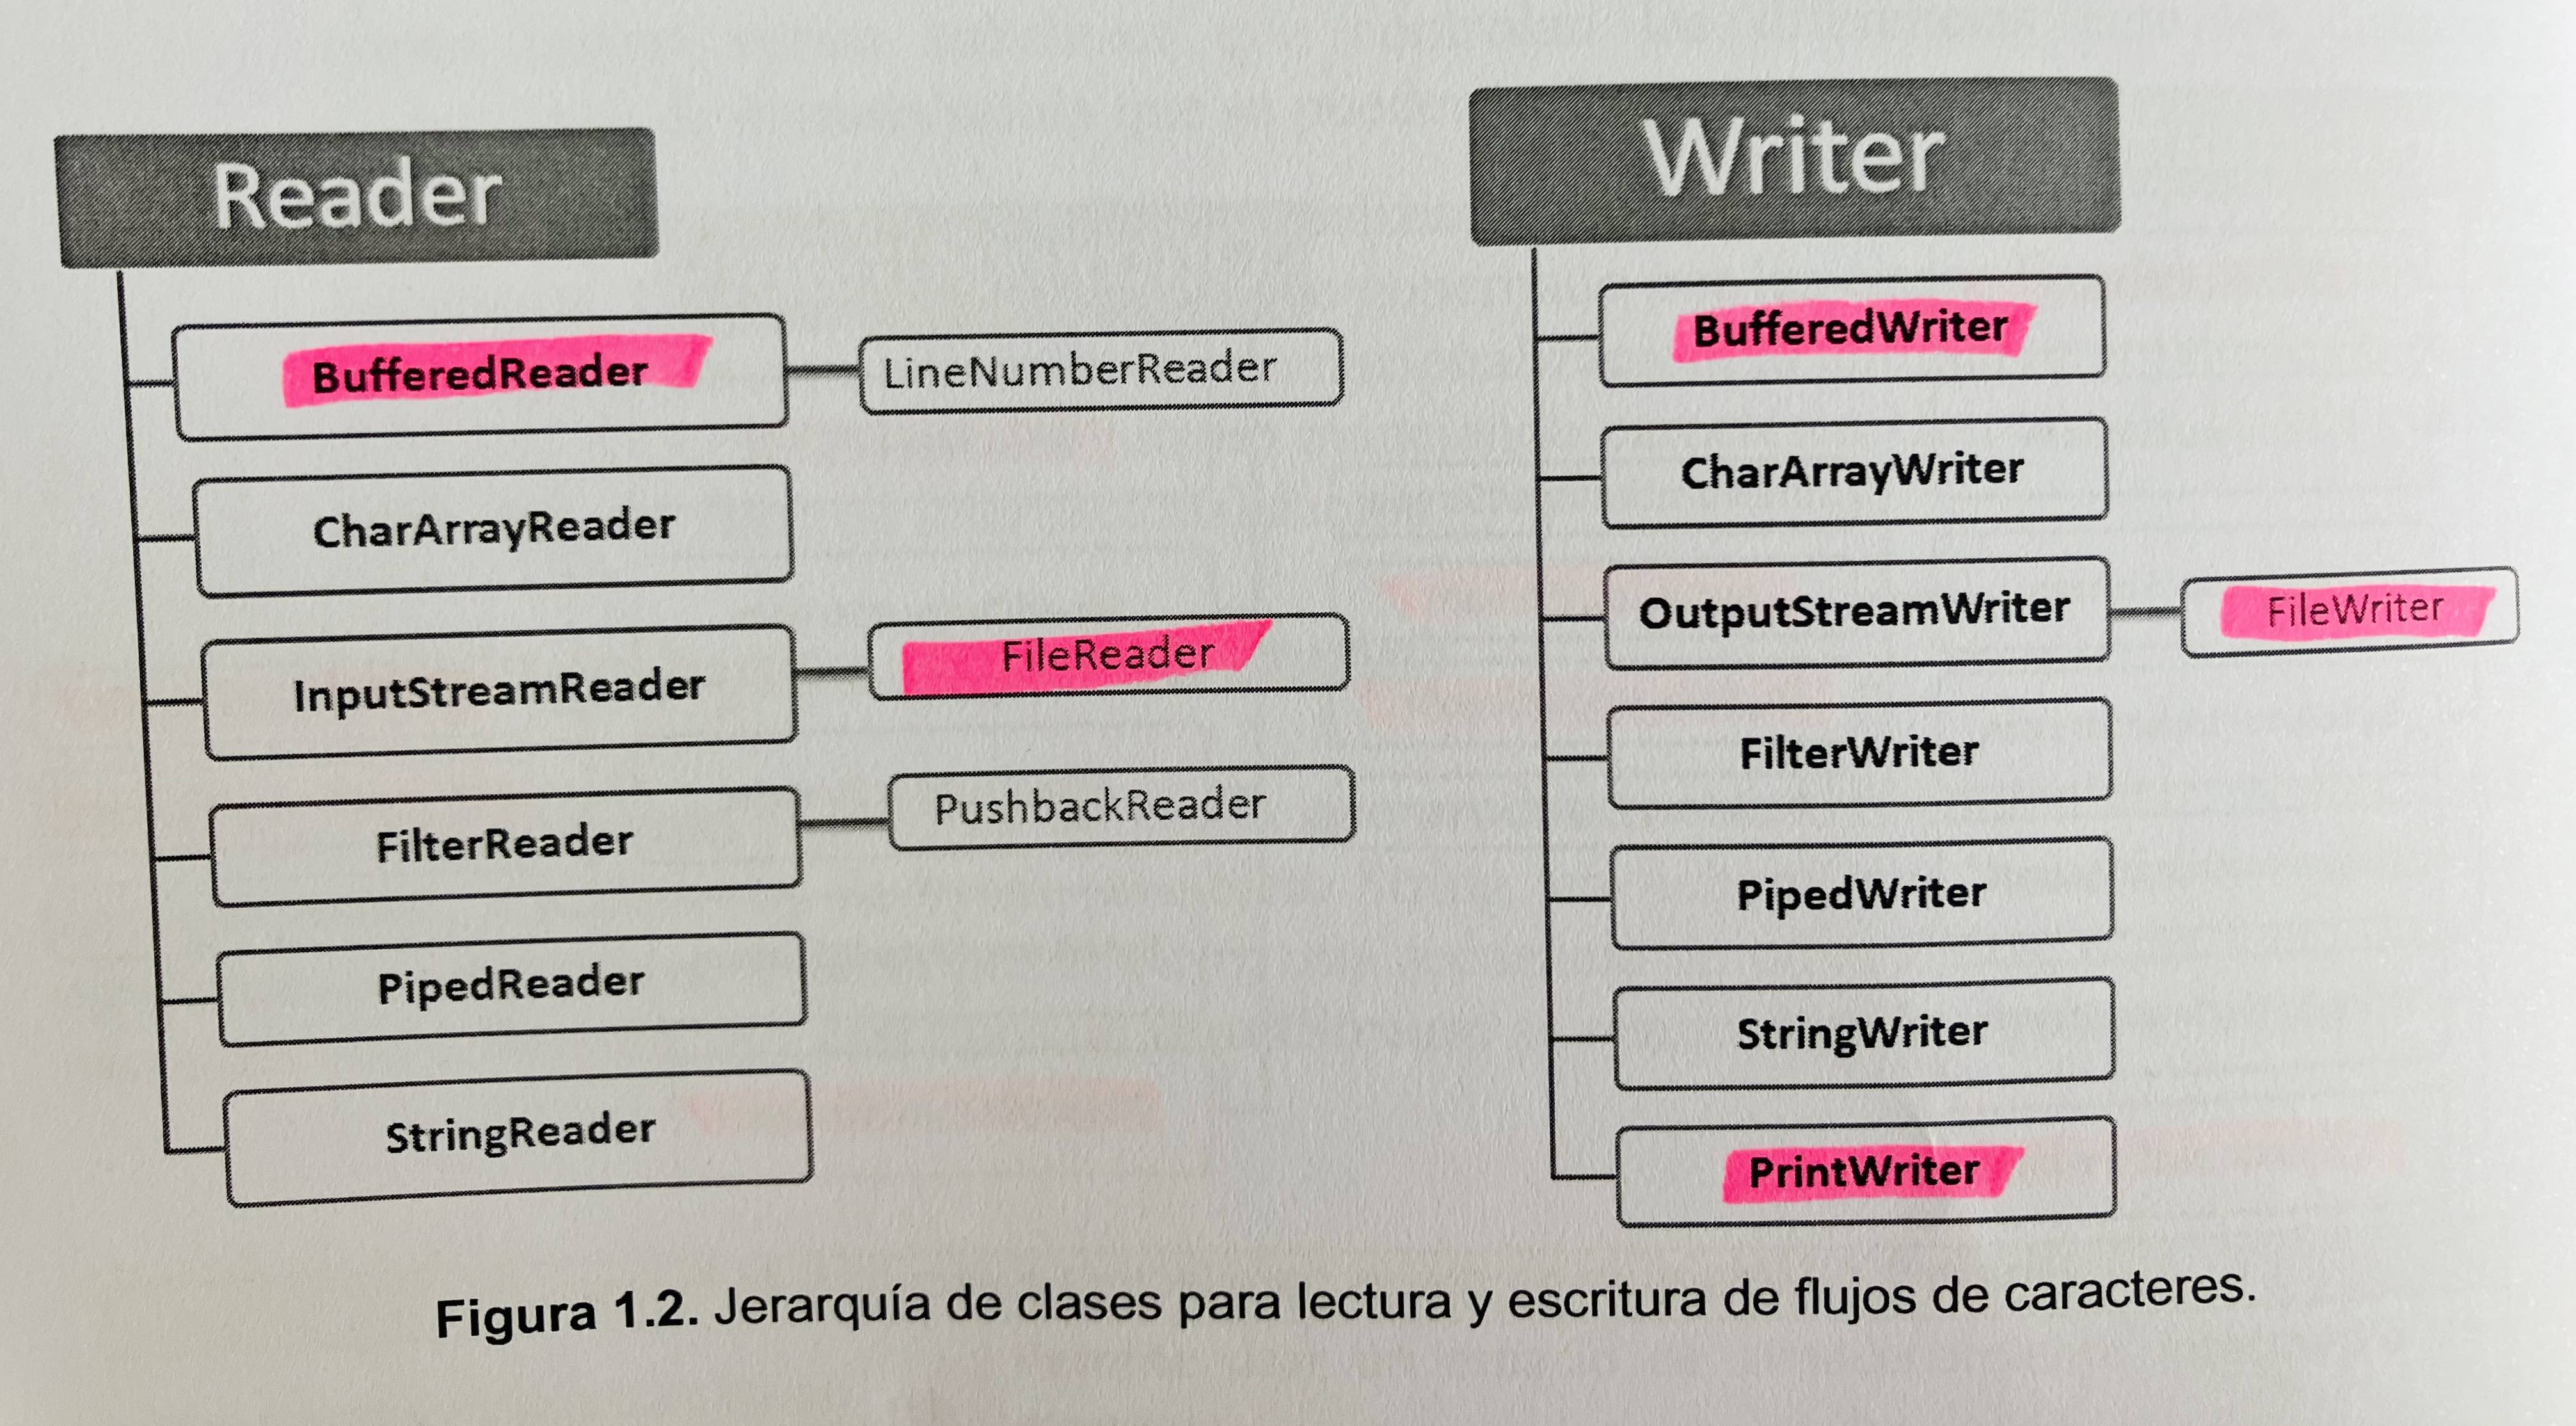 Reader
BufferedReader
LineNumberReader
CharArrayReader
InputStreamReader
FileReader
FilterReader
PushbackReader
PipedReader
StringReader
Writer
BufferedWriter
CharArrayWriter
OutputStreamWriter
FileWriter
FilterWriter
PipedWriter
StringWriter
PrintWriter
Figura 1.2. Jerarquía de clases para lectura y escritura de flujos de caracteres.